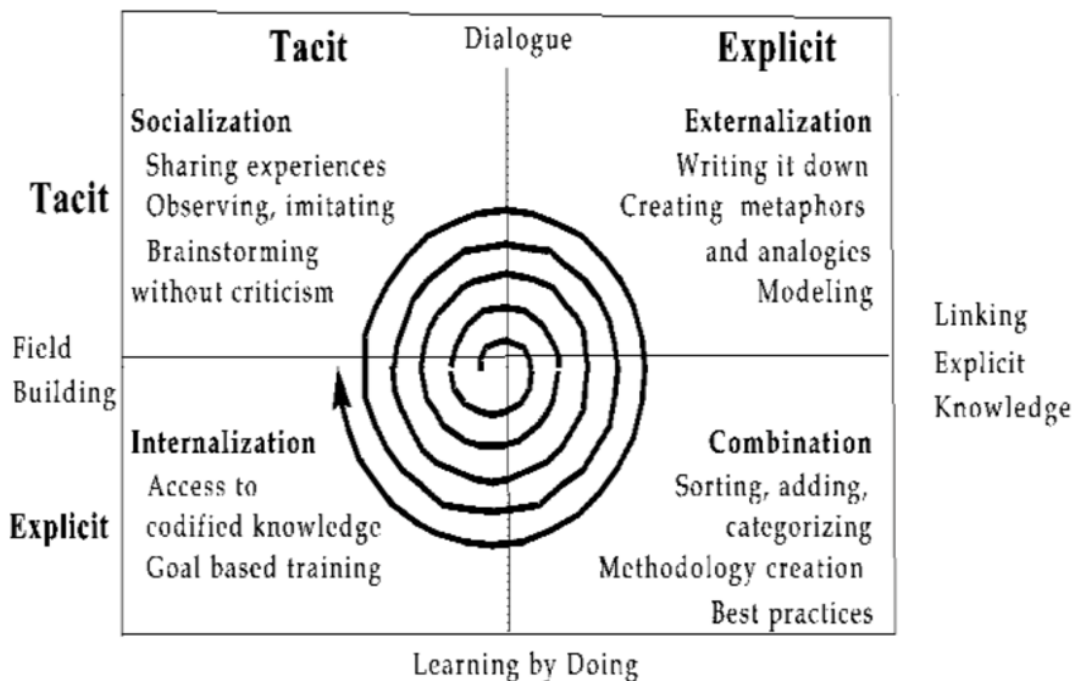 Tacit
Dialogue
Explicit
Socialization
Sharing experiences
Observing, imitating
Brainstorming
without criticism
Externalization
Writing it down
Creating metaphors
and analogies
Modeling
Tacit
Field
Building
Linking
Explicit
Knowledge
Internalization
Access to
codified knowledge
Goal based training
Combination
Sorting, adding,
categorizing
Methodology creation
Best practices
Explicit
Learning by Doing